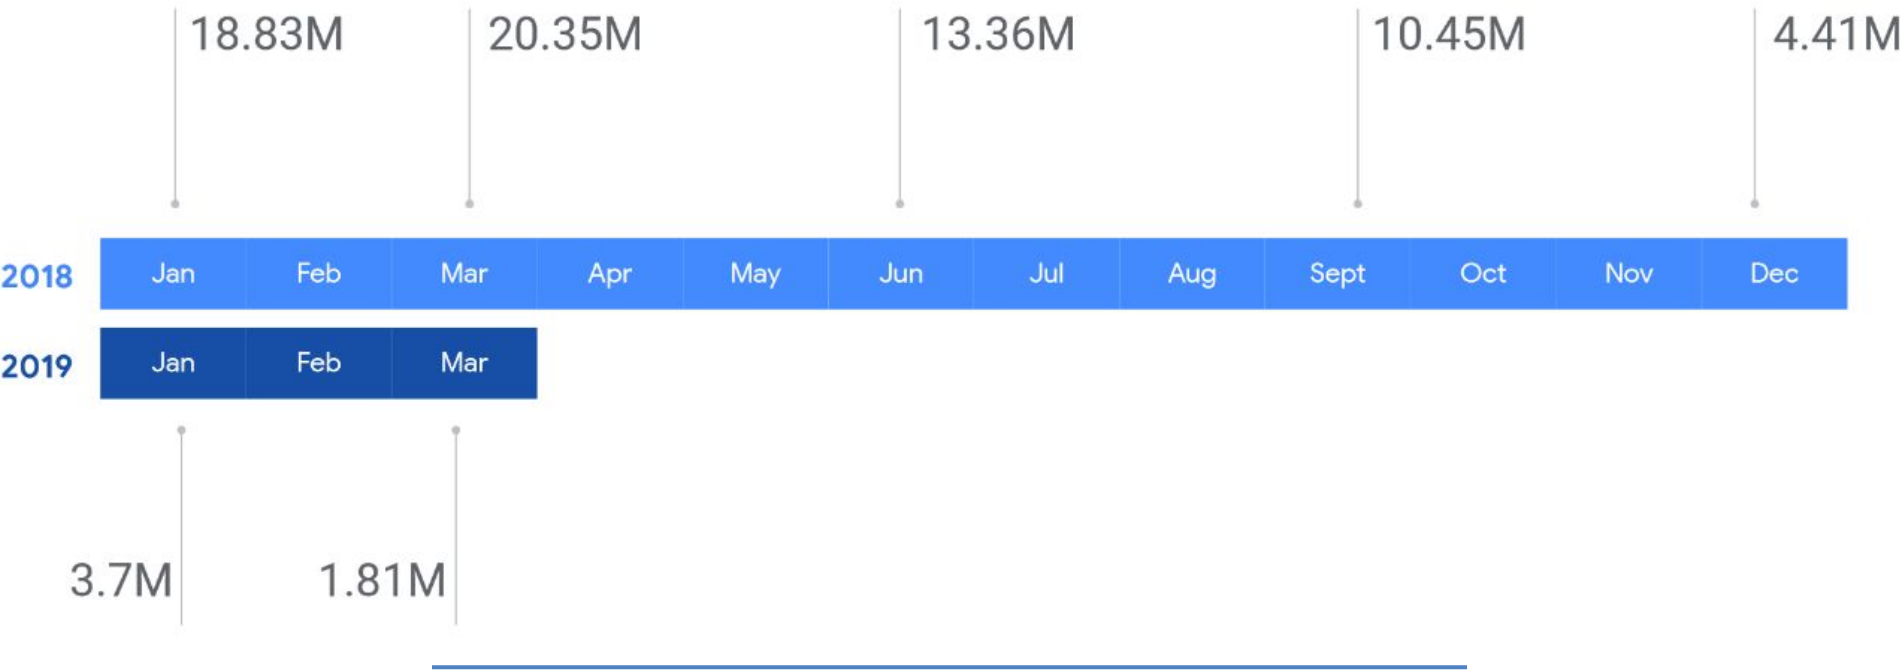 18.83M 20.35M 13.36M 10.45M 4.41M
2018 Jan Feb Mar Apr May Jun Jul Aug Sept Oct Nov Dec
2019 Jan Feb Mar
3.7M 1.81M